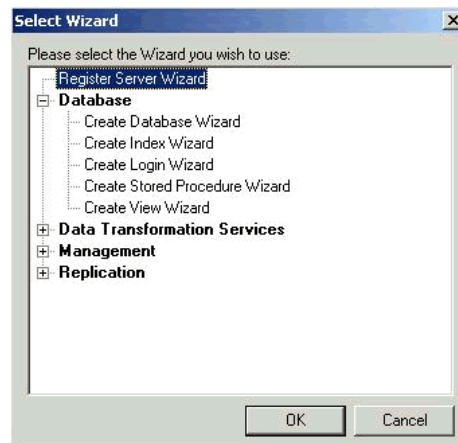 Select Wizard
Please select the Wizard you wish to use:
Register Server Wizard
Database
Create Database Wizard
Create Index Wizard
Create Login Wizard
Create Stored Procedure Wizard
Create View Wizard
Data Transformation Services
Management
Replication
OK
Cancel